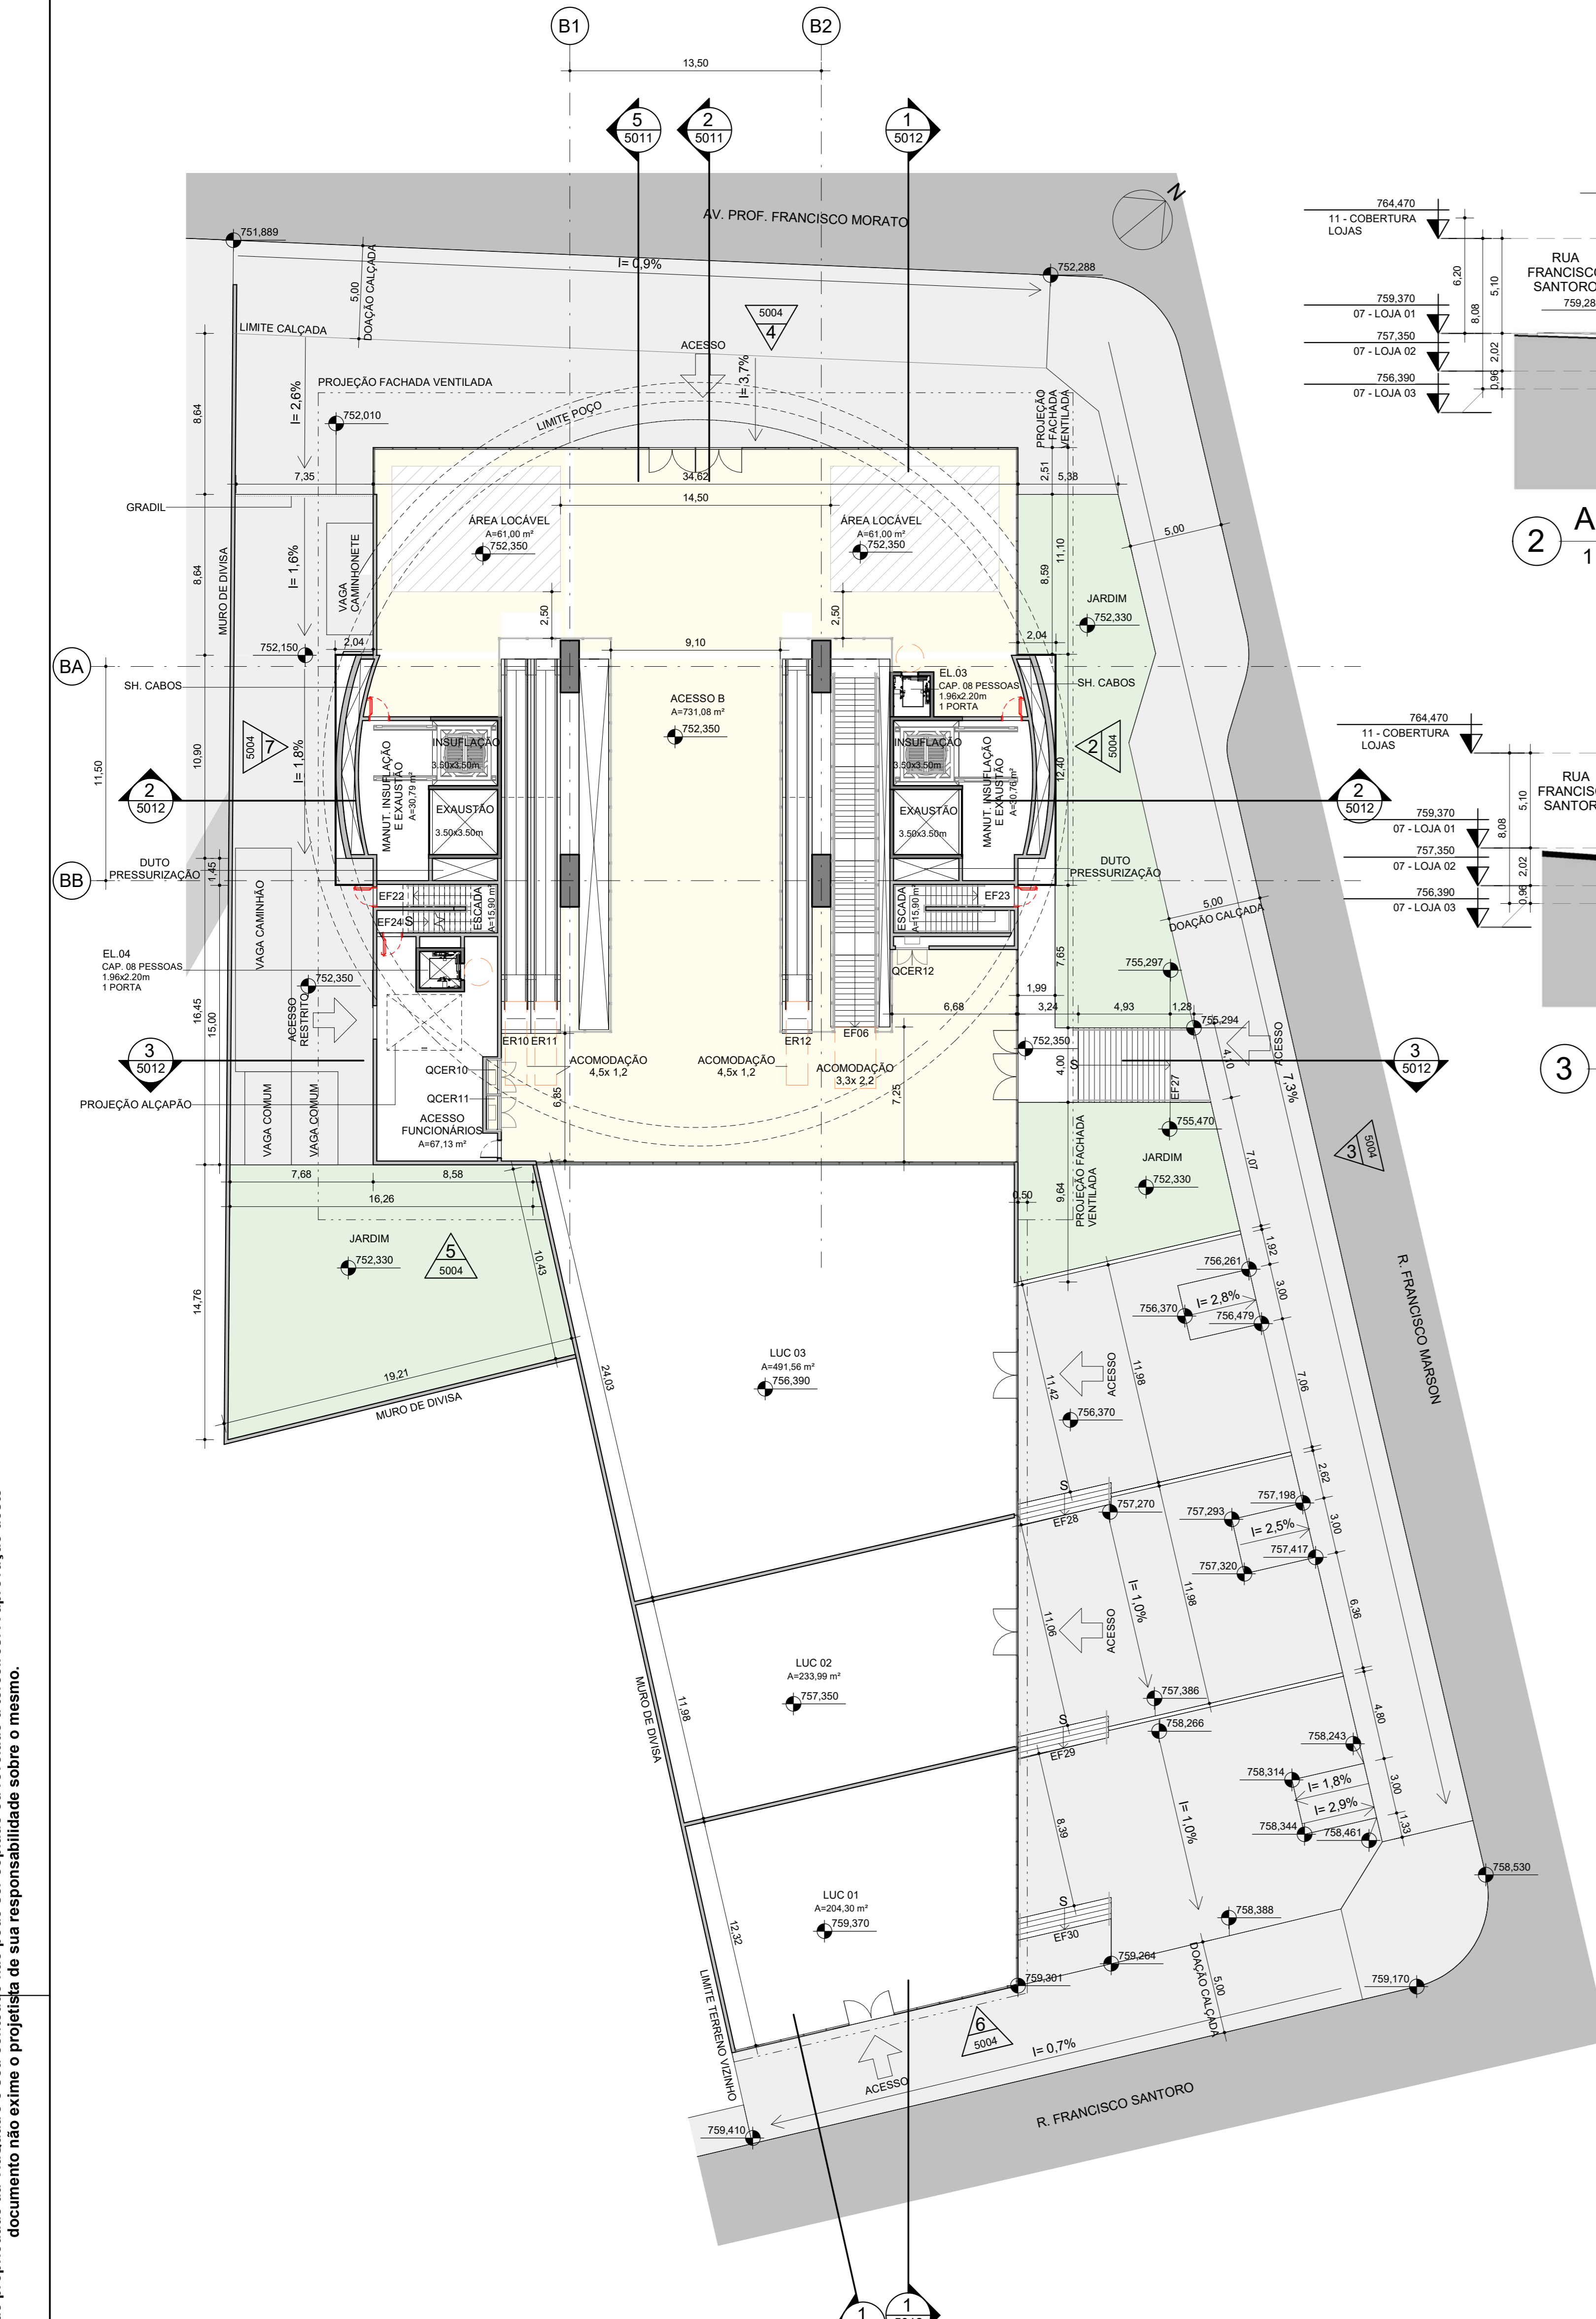 B1
B2
13,50
5
5011
2
5011
1
5012
N
AV. PROF. FRANCISCO MORATO
751,889
752,288
I= 0,9%
5,00
DOAÇÃO CALÇADA
LIMITE CALÇADA
5004
4
ACESSO
I= 3,7%
I= 2,6%
PROJEÇÃO FACHADA VENTILADA
752,010
LIMITE POÇO
PROJEÇÃO
FACHADA
VENTILADA
8,64
7,35
34,62
14,50
2,51
5,38
5,00
GRADIL
ÁREA LOCÁVEL
A=61,00 m²
752,350
ÁREA LOCÁVEL
A=61,00 m²
752,350
MURO DE DIVISA
8,64
I= 1,6%
VAGA
CAMINHONETE
8,59
11,10
JARDIM
752,330
2,50
2,50
752,150
2,04
9,10
2,04
BA
SH. CABOS
EL.03
CAP. 08 PESSOAS
1.96x2.20m
1 PORTA
SH. CABOS
ACESSO B
A=731,08 m²
752,350
5004
7
I= 1,8%
10,90
11,50
MANUT. INSUFLAÇÃO
E EXAUSTÃO
A=30,79 m²
INSUFLAÇÃO
3.50x3.50m
EXAUSTÃO
3.50x3.50m
INSUFLAÇÃO
3.50x3.50m
EXAUSTÃO
3.50x3.50m
MANUT. INSUFLAÇÃO
E EXAUSTÃO
A=30,76 m²
12,40
2
5004
2
5012
2
5012
DUTO
PRESSURIZAÇÃO
1,45
DUTO
PRESSURIZAÇÃO
BB
EF22
EF24
S
ESCADA
A=15,90 m²
ESCADA
A=15,90 m²
EF23
5,00
DOAÇÃO CALÇADA
VAGA CAMINHÃO
EL.04
CAP. 08 PESSOAS
1.96x2.20m
1 PORTA
QCER12
7,65
755,297
752,350
16,45
15,00
ACESSO
RESTRITO
1,99
6,68
3,24
4,93
1,28
755,294
ER10
ER11
ER12
EF06
752,350
4,00
S
EF27
4,10
ACESSO
7,3%
3
5012
3
5012
ACOMODAÇÃO
4,5x 1,2
ACOMODAÇÃO
4,5x 1,2
ACOMODAÇÃO
3,3x 2,2
QCER10
QCER11
6,85
7,25
PROJEÇÃO ALÇAPÃO
VAGA COMUM
VAGA COMUM
ACESSO
FUNCIONÁRIOS
A=67,13 m²
755,470
3
5004
JARDIM
752,330
7,07
7,68
8,58
16,26
9,64
0,50
PROJEÇÃO FACHADA
VENTILADA
JARDIM
752,330
5
5004
10,43
14,76
19,21
MURO DE DIVISA
1,92
756,261
3,00
756,370
I= 2,8%
756,479
R. FRANCISCO MARSON
LUC 03
A=491,56 m²
756,390
24,03
11,42
ACESSO
11,98
7,06
756,370
2,62
S
EF28
757,270
757,198
757,293
3,00
I= 2,5%
757,417
757,320
11,06
ACESSO
I= 1,0%
11,98
6,36
LUC 02
A=233,99 m²
757,350
MURO DE DIVISA
11,98
757,386
S
EF29
758,266
4,80
758,243
758,314
I= 1,8%
3,00
I= 2,9%
1,33
758,344
758,461
8,39
I= 1,0%
758,530
LUC 01
A=204,30 m²
759,370
12,32
S
EF30
758,388
759,264
759,301
759,170
DOAÇÃO CALÇADA
5,00
LIMITE TERRENO VIZINHO
6
5004
I= 0,7%
ACESSO
R. FRANCISCO SANTORO
759,410
1
1
764,470
11 - COBERTURA
LOJAS
6,20
5,10
8,08
759,370
07 - LOJA 01
757,350
07 - LOJA 02
2,02
756,390
07 - LOJA 03
0,96
RUA
FRANCISCO
SANTORO
759,28
2
A
1
764,470
11 - COBERTURA
LOJAS
5,10
8,08
759,370
07 - LOJA 01
757,350
07 - LOJA 02
2,02
756,390
07 - LOJA 03
0,96
RUA
3
documento não exime o projetista de sua responsabilidade sobre o mesmo.